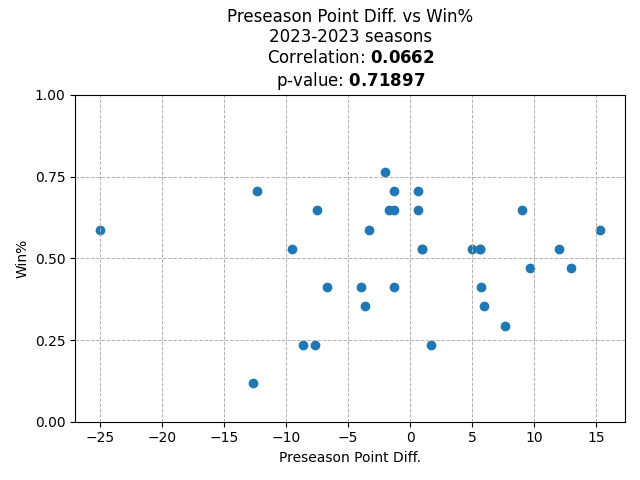 Preseason Point Diff. vs Win%
2023-2023 seasons
Correlation: 0.0662
p-value: 0.71897
1.00
0.75
0.50
0.25
0.00
Win%
−25 −20 −15 −10 −5 0 5 10 15
Preseason Point Diff.